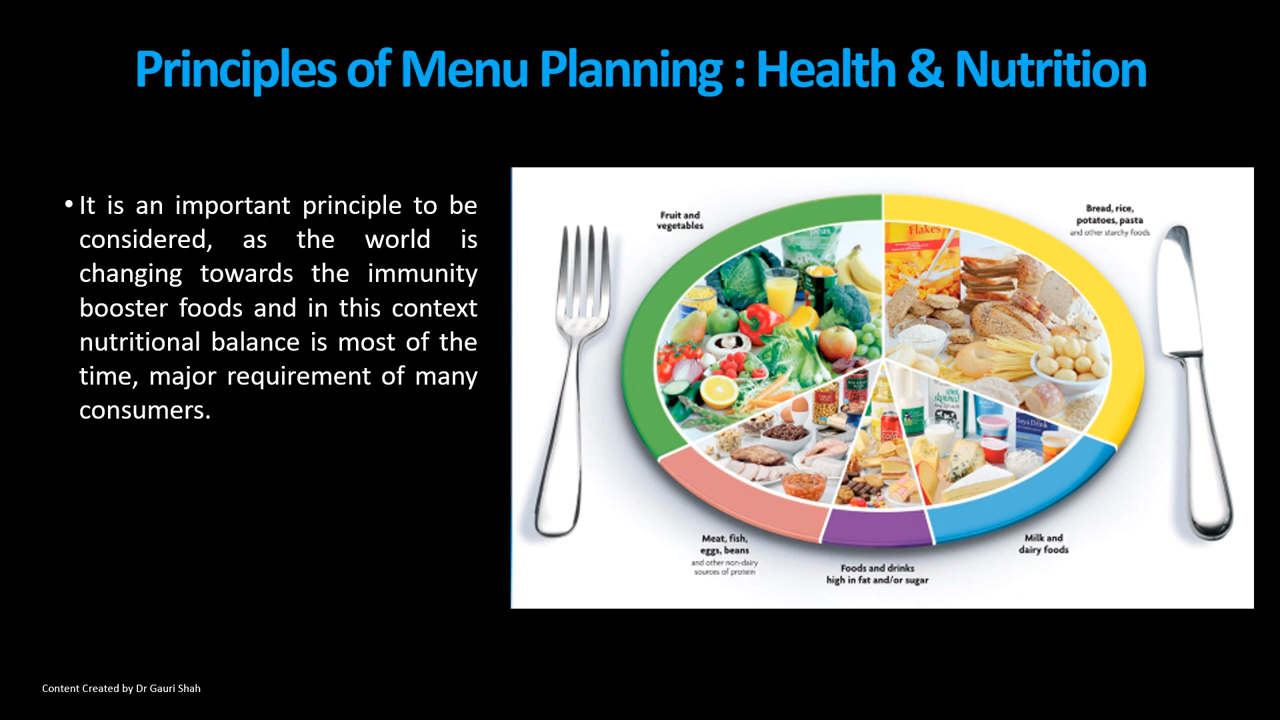 Principles of Menu Planning : Health & Nutrition
• It is an important principle to be
considered, as the world is
changing towards the immunity
booster foods and in this context
nutritional balance is most of the
time, major requirement of many
consumers.
Fruit and
vegetables
Bread, rice,
potatoes, pasta
and other starchy foods
Flakes
Meat, fish,
eggs, beans
and other non-dairy
sources of protein
Foods and drinks
high in fat and/or sugar
Milk and
dairy foods
Content Created by Dr Gauri Shah